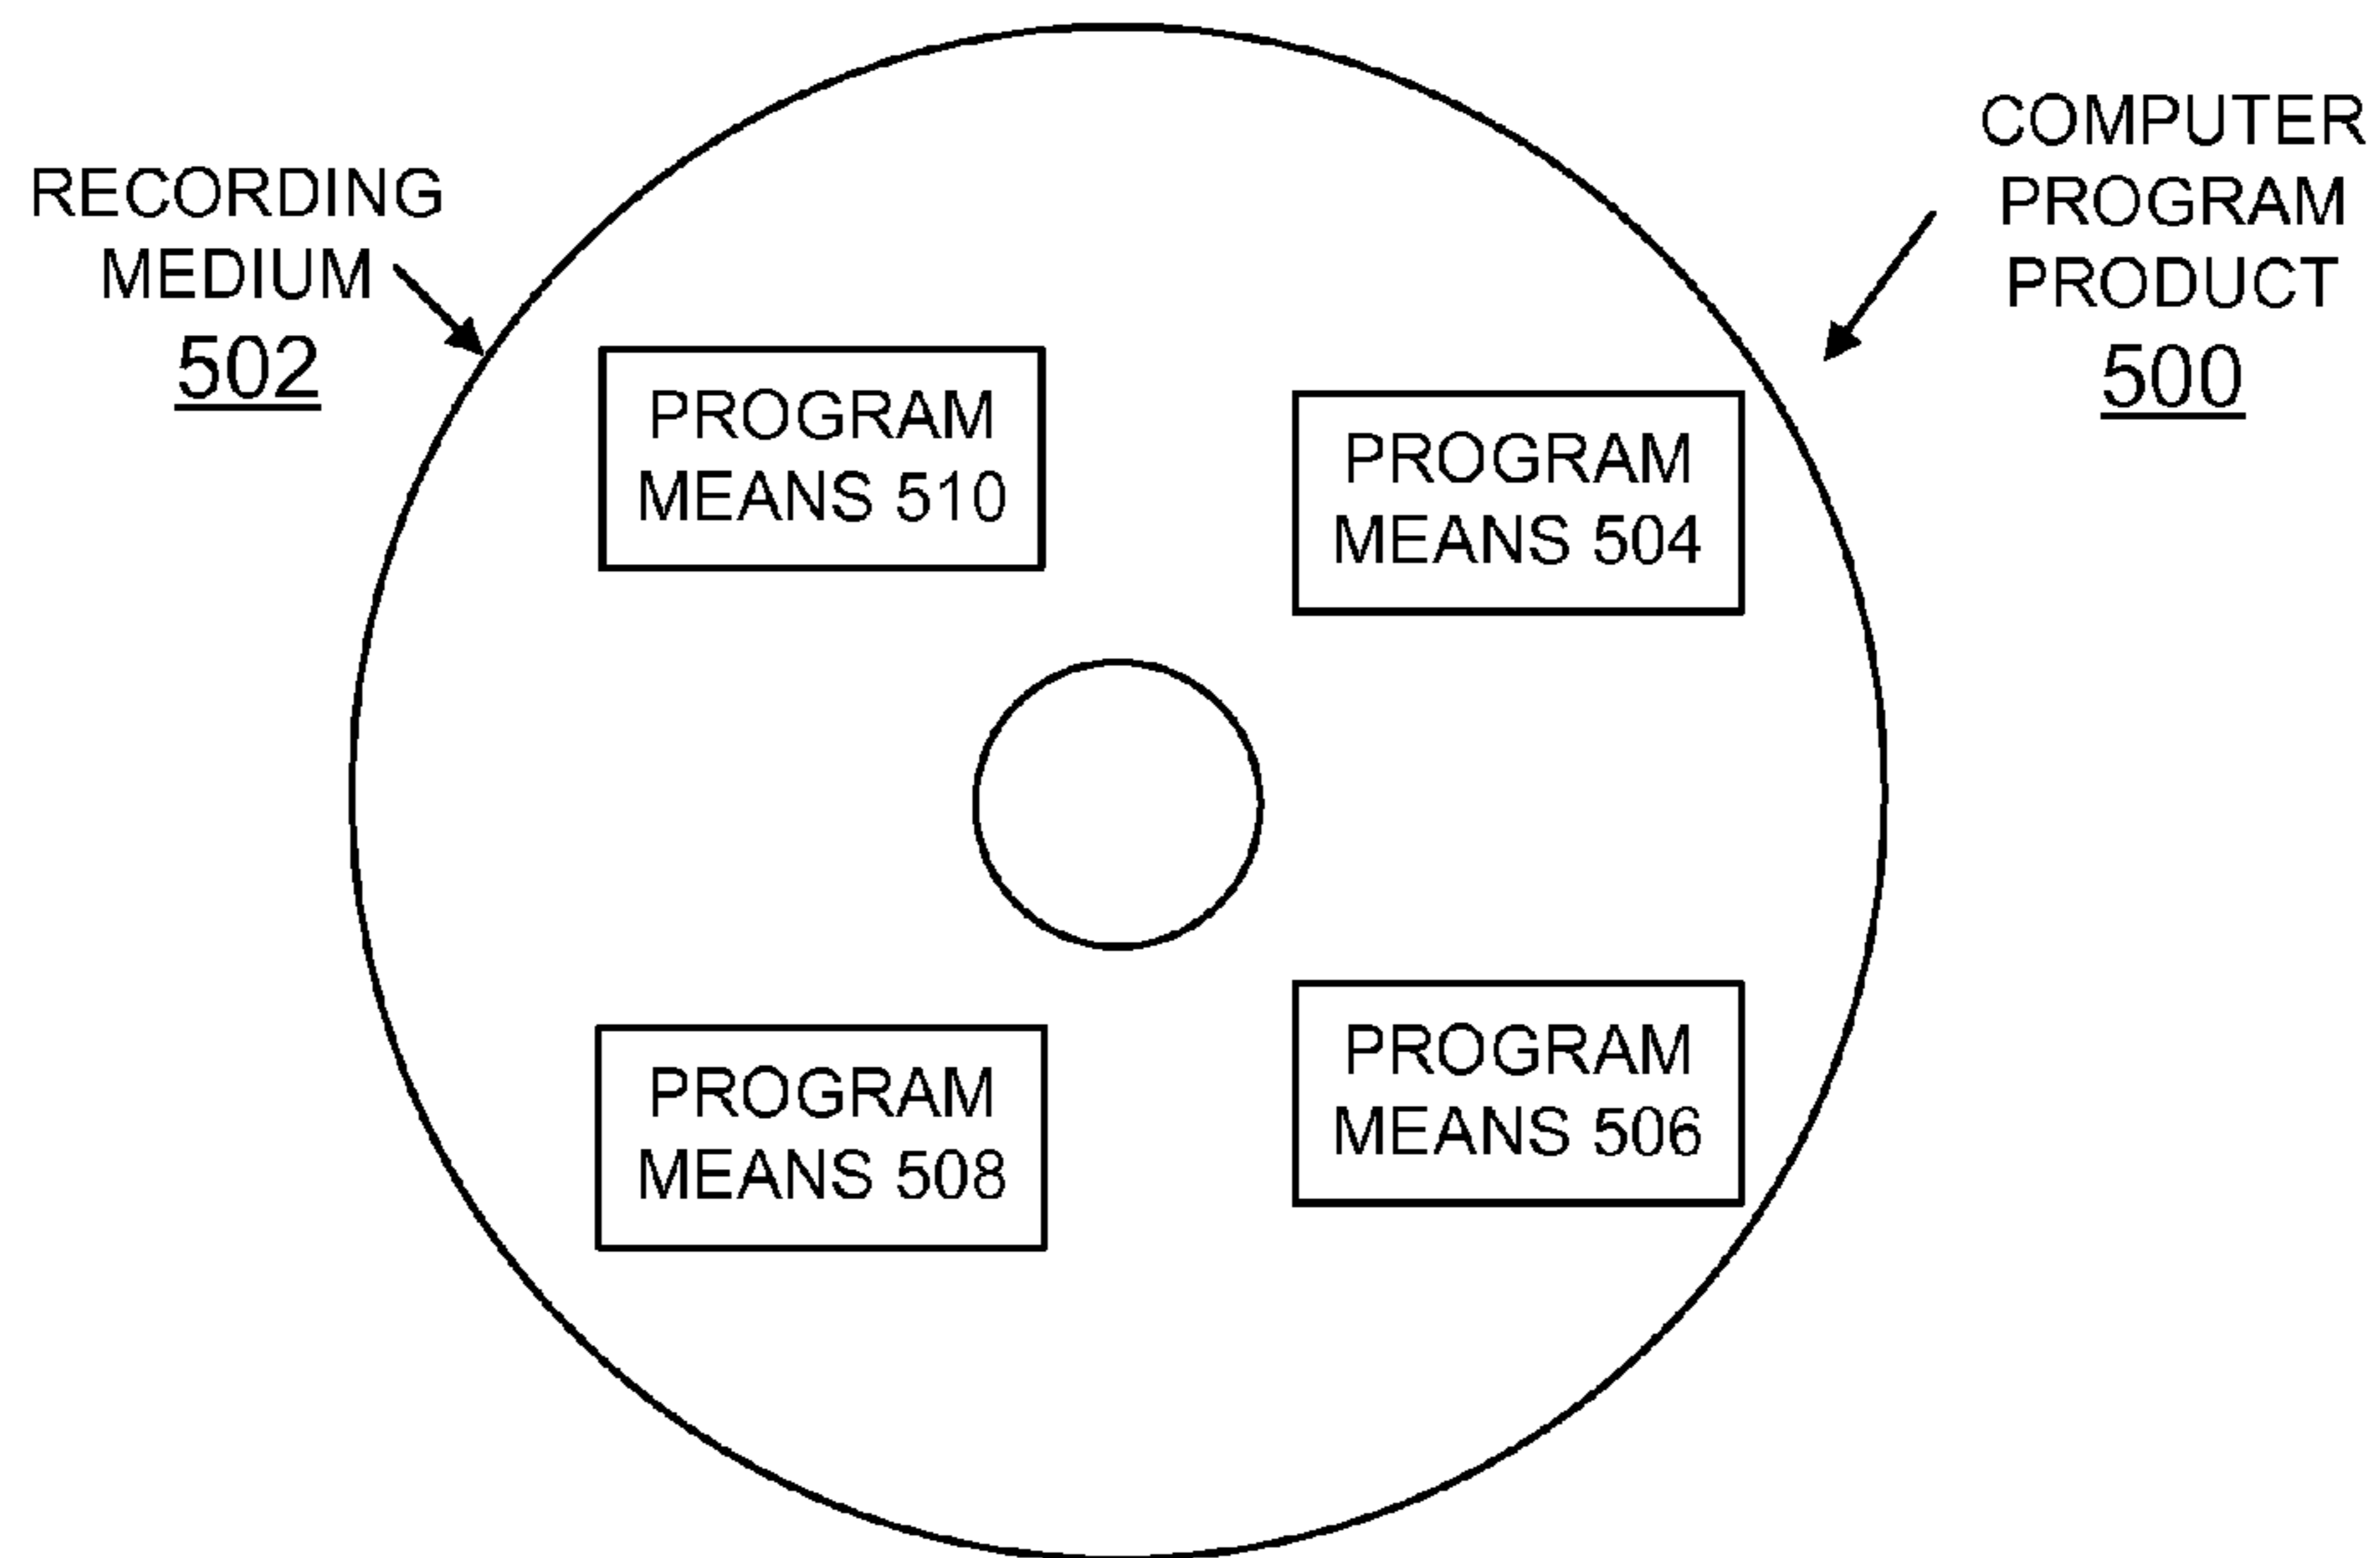 RECORDING
MEDIUM
502
COMPUTER
PROGRAM
PRODUCT
500
PROGRAM
MEANS 510
PROGRAM
MEANS 504
PROGRAM
MEANS 508
PROGRAM
MEANS 506